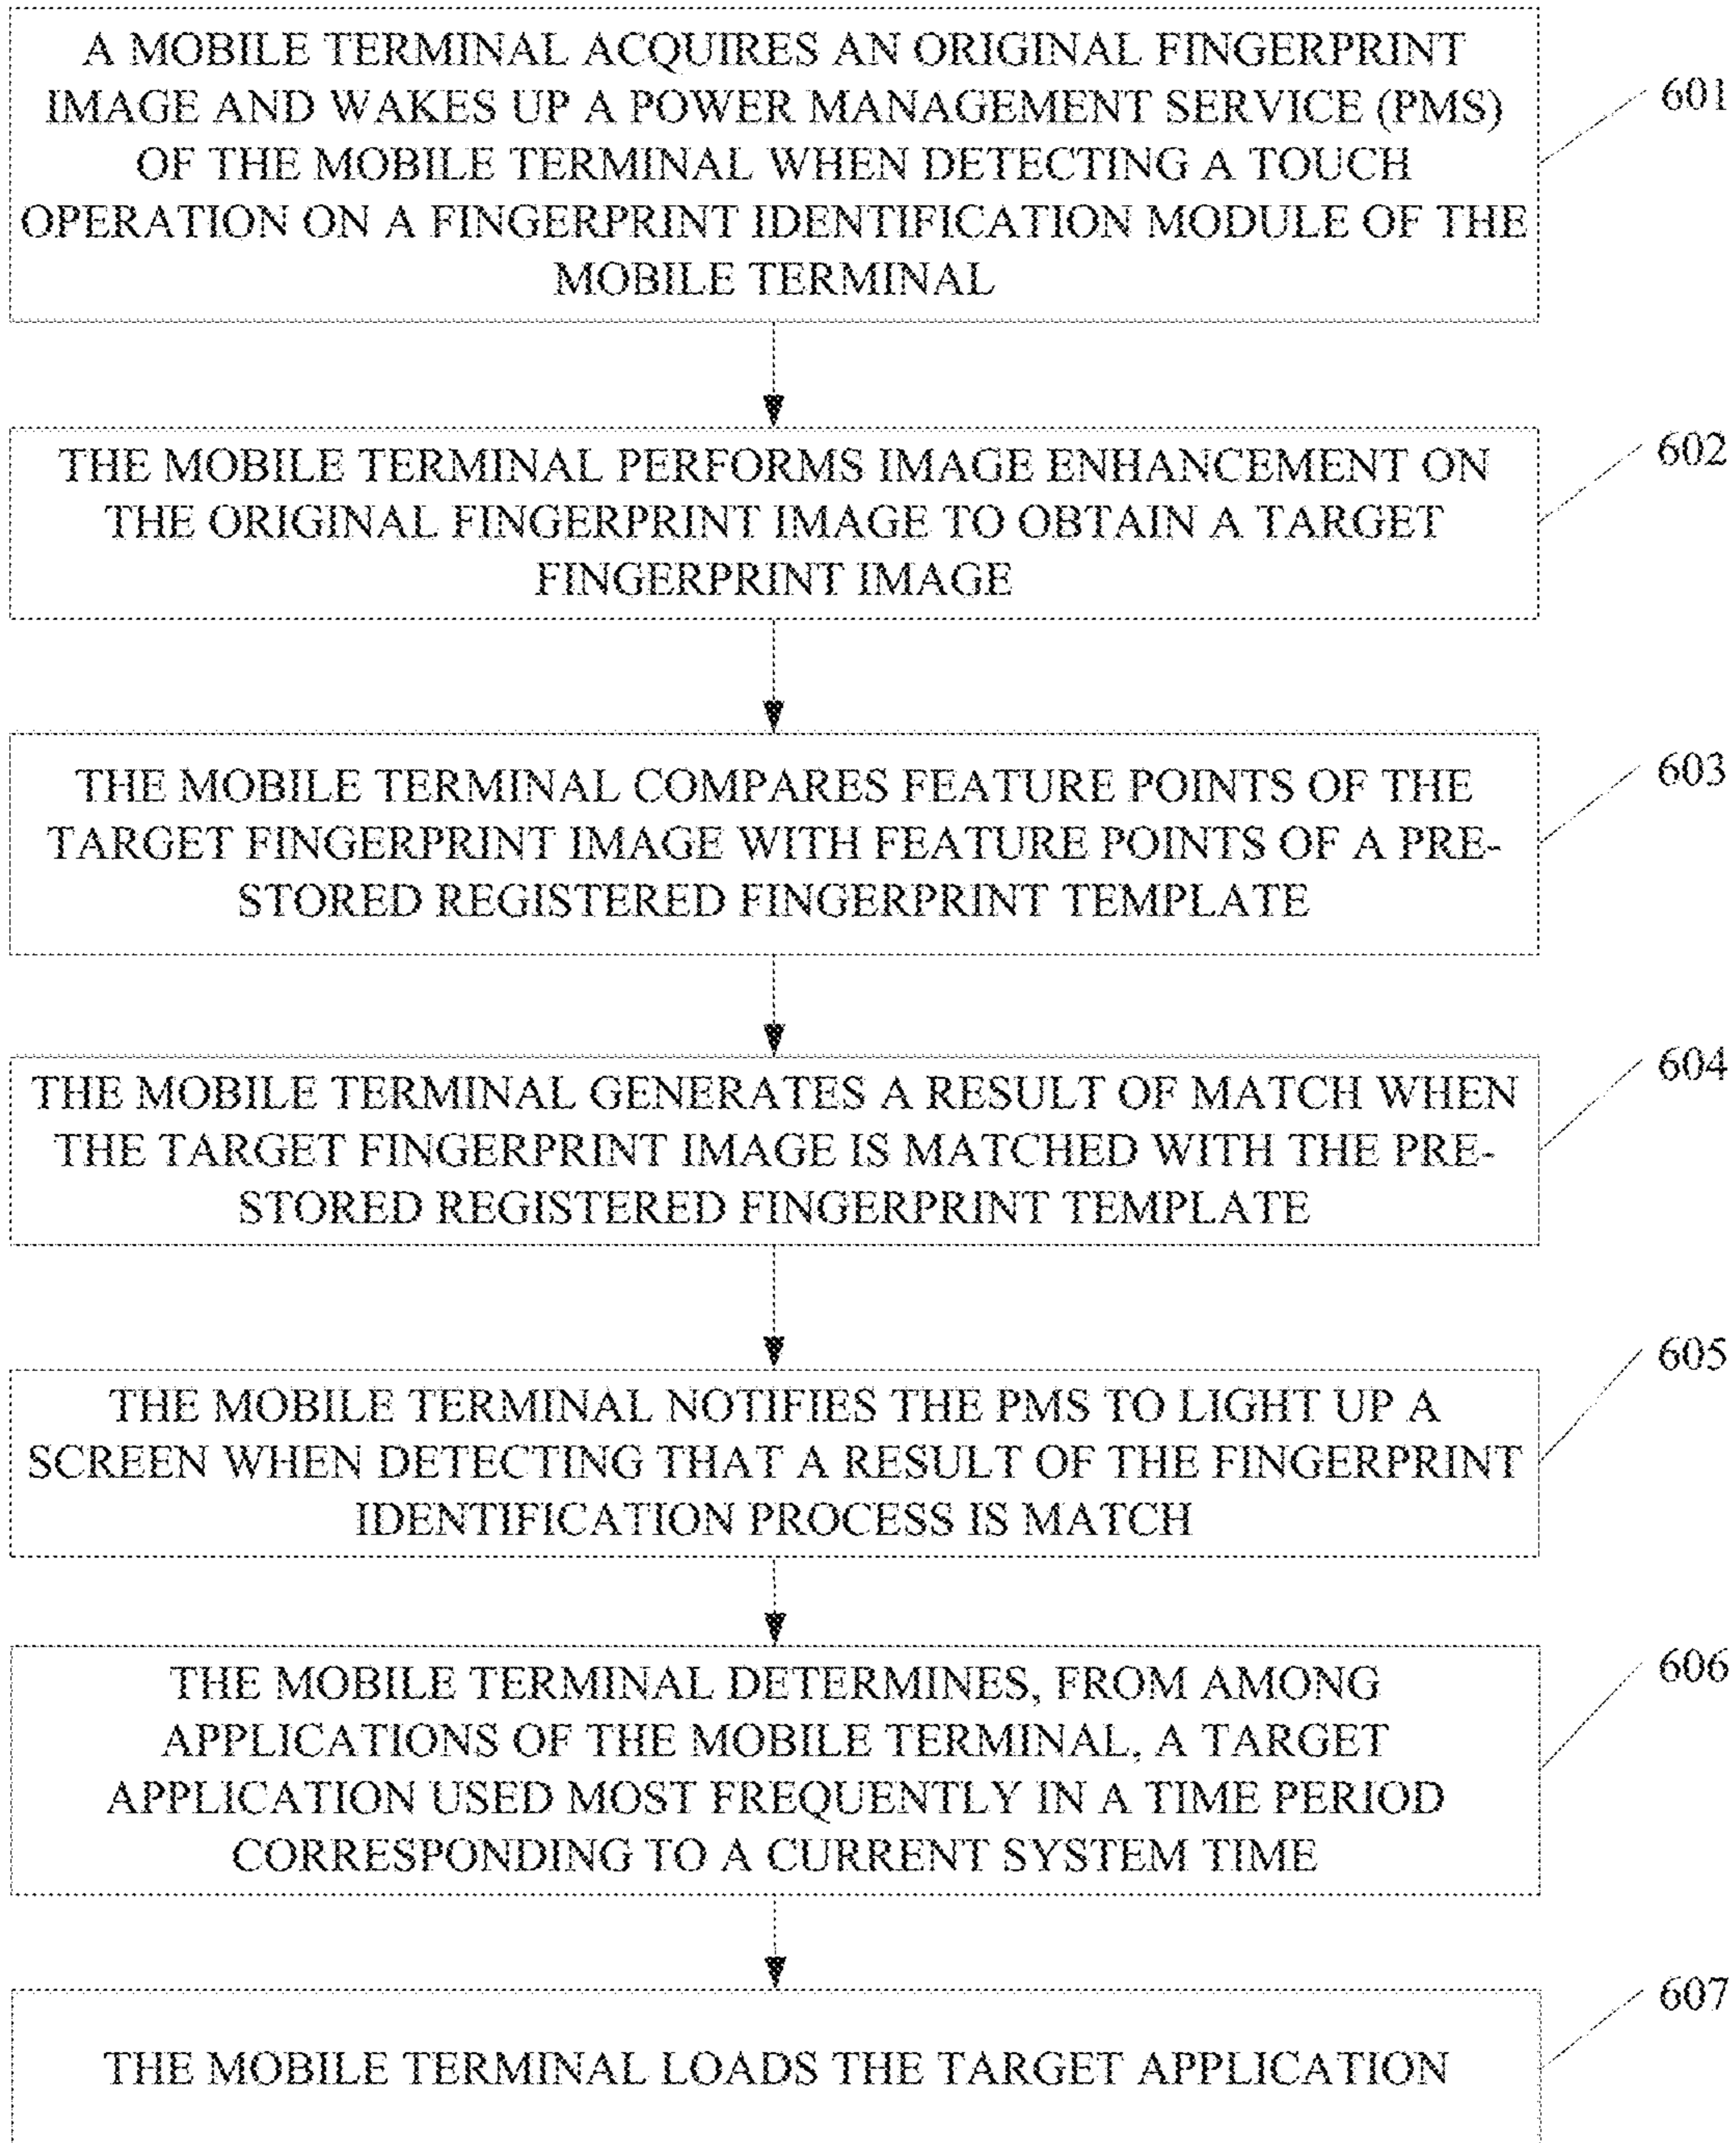 A MOBILE TERMINAL ACQUIRES AN ORIGINAL FINGERPRINT
IMAGE AND WAKES UP A POWER MANAGEMENT SERVICE (PMS)
OF THE MOBILE TERMINAL WHEN DETECTING A TOUCH
OPERATION ON A FINGERPRINT IDENTIFICATION MODULE OF THE
MOBILE TERMINAL
601
THE MOBILE TERMINAL PERFORMS IMAGE ENHANCEMENT ON
THE ORIGINAL FINGERPRINT IMAGE TO OBTAIN A TARGET
FINGERPRINT IMAGE
602
THE MOBILE TERMINAL COMPARES FEATURE POINTS OF THE
TARGET FINGERPRINT IMAGE WITH FEATURE POINTS OF A PRE-
STORED REGISTERED FINGERPRINT TEMPLATE
603
THE MOBILE TERMINAL GENERATES A RESULT OF MATCH WHEN
THE TARGET FINGERPRINT IMAGE IS MATCHED WITH THE PRE-
STORED REGISTERED FINGERPRINT TEMPLATE
604
THE MOBILE TERMINAL NOTIFIES THE PMS TO LIGHT UP A
SCREEN WHEN DETECTING THAT A RESULT OF THE FINGERPRINT
IDENTIFICATION PROCESS IS MATCH
605
THE MOBILE TERMINAL DETERMINES, FROM AMONG
APPLICATIONS OF THE MOBILE TERMINAL, A TARGET
APPLICATION USED MOST FREQUENTLY IN A TIME PERIOD
CORRESPONDING TO A CURRENT SYSTEM TIME
606
THE MOBILE TERMINAL LOADS THE TARGET APPLICATION
607